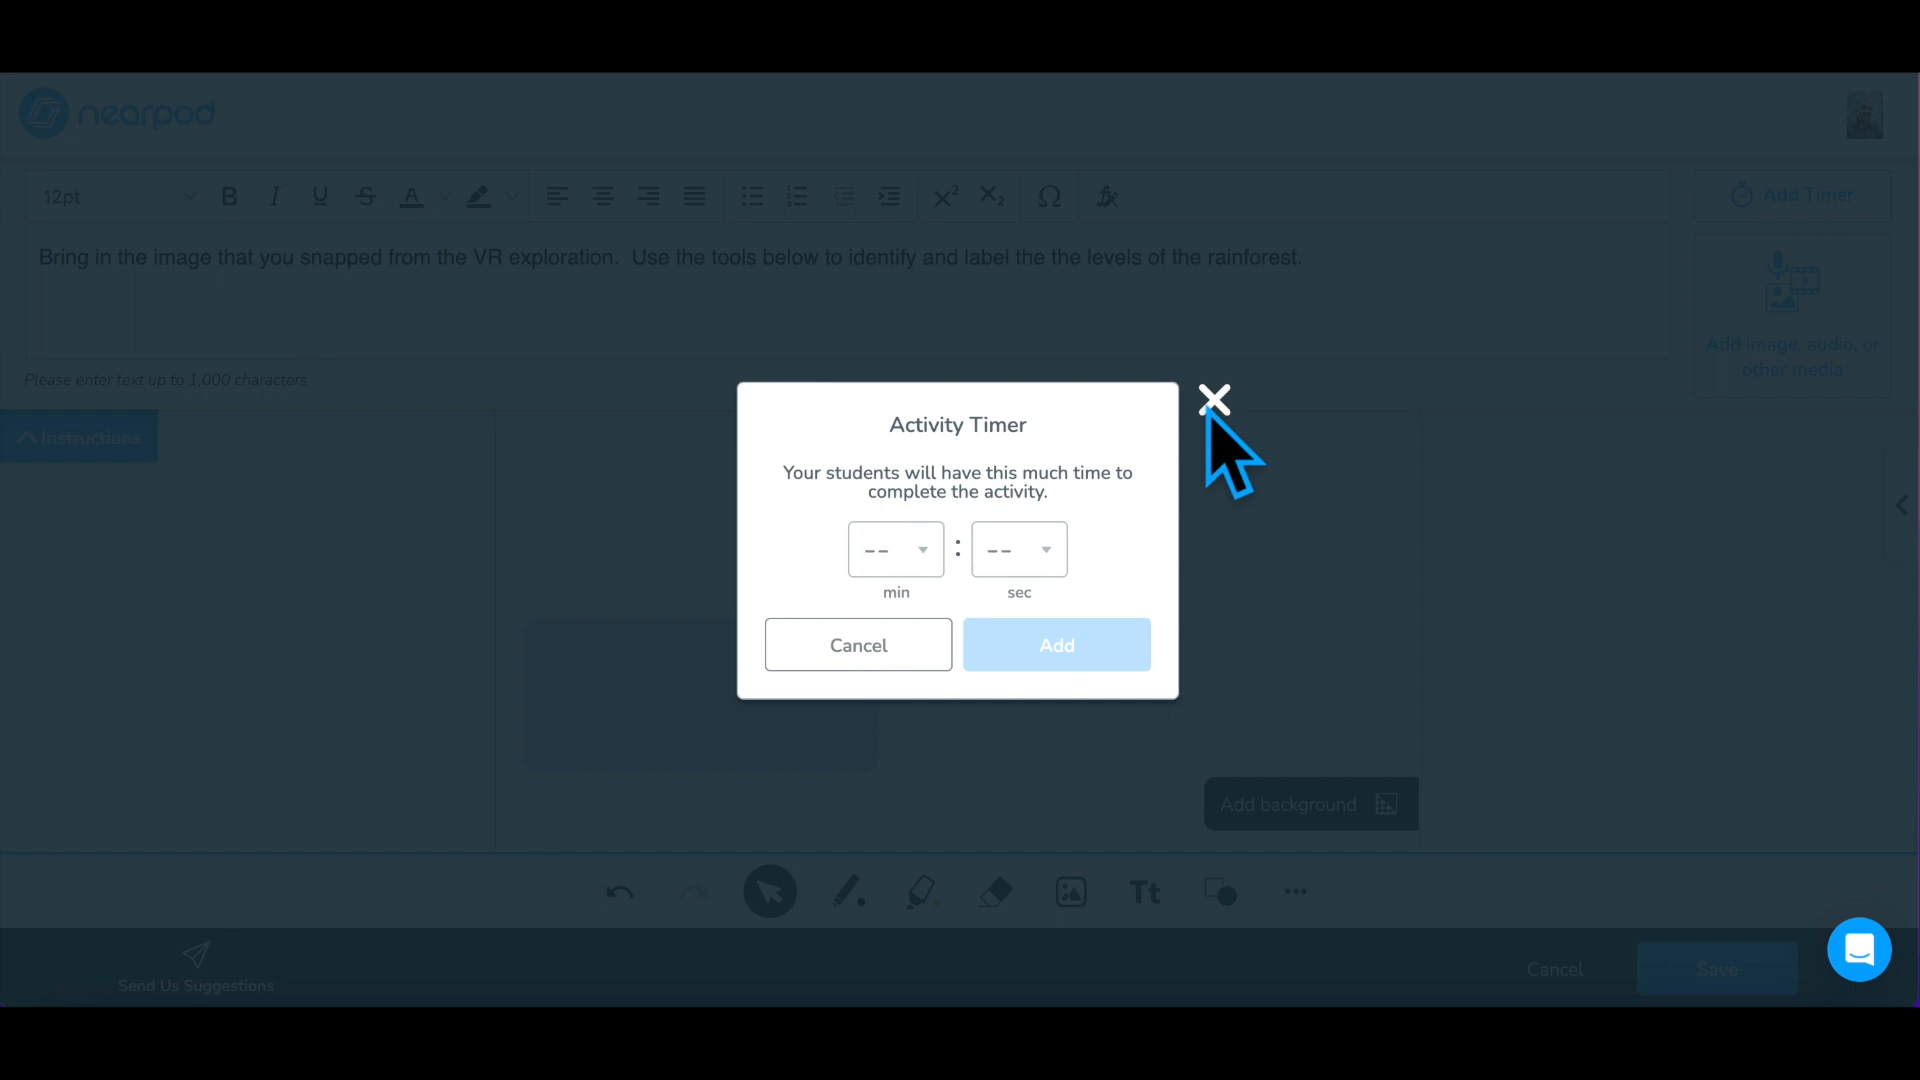 nearpod
12pt
Add Timer
Bring in the image that you snapped from the VR exploration. Use the tools below to identify and label the the levels of the rainforest.
Add image, audio, or
other media
Please enter text up to 1,000 characters
Instructions
Activity Timer
Your students will have this much time to
complete the activity.
-- : --
min sec
Cancel Add
Add background
Tt
Send Us Suggestions
Cancel Save